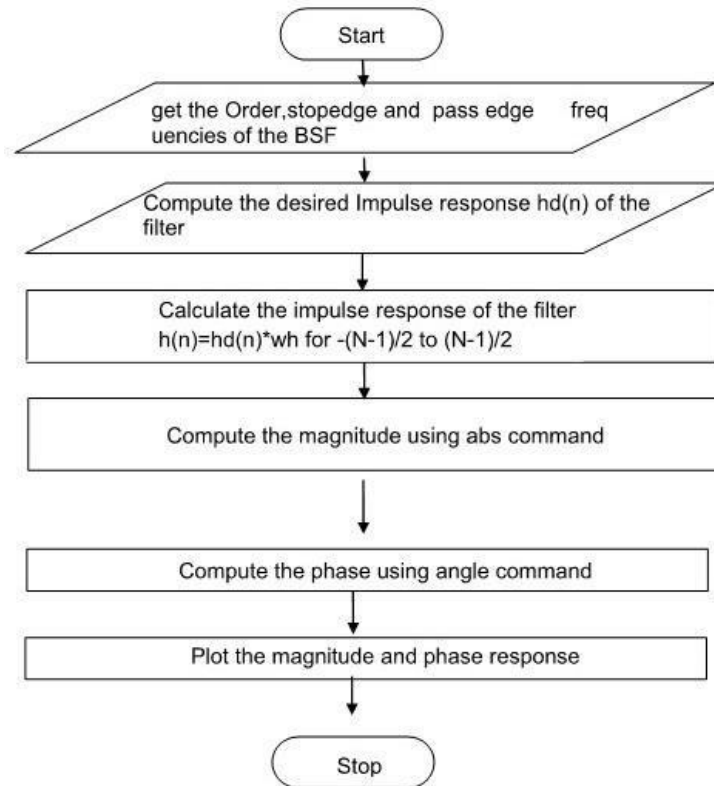 Start
get the Order,stopedge and pass edge freq
uencies of the BSF
Compute the desired Impulse response hd(n) of the
filter
Calculate the impulse response of the filter
h(n)=hd(n)*wh for -(N-1)/2 to (N-1)/2
Compute the magnitude using abs command
Compute the phase using angle command
Plot the magnitude and phase response
Stop